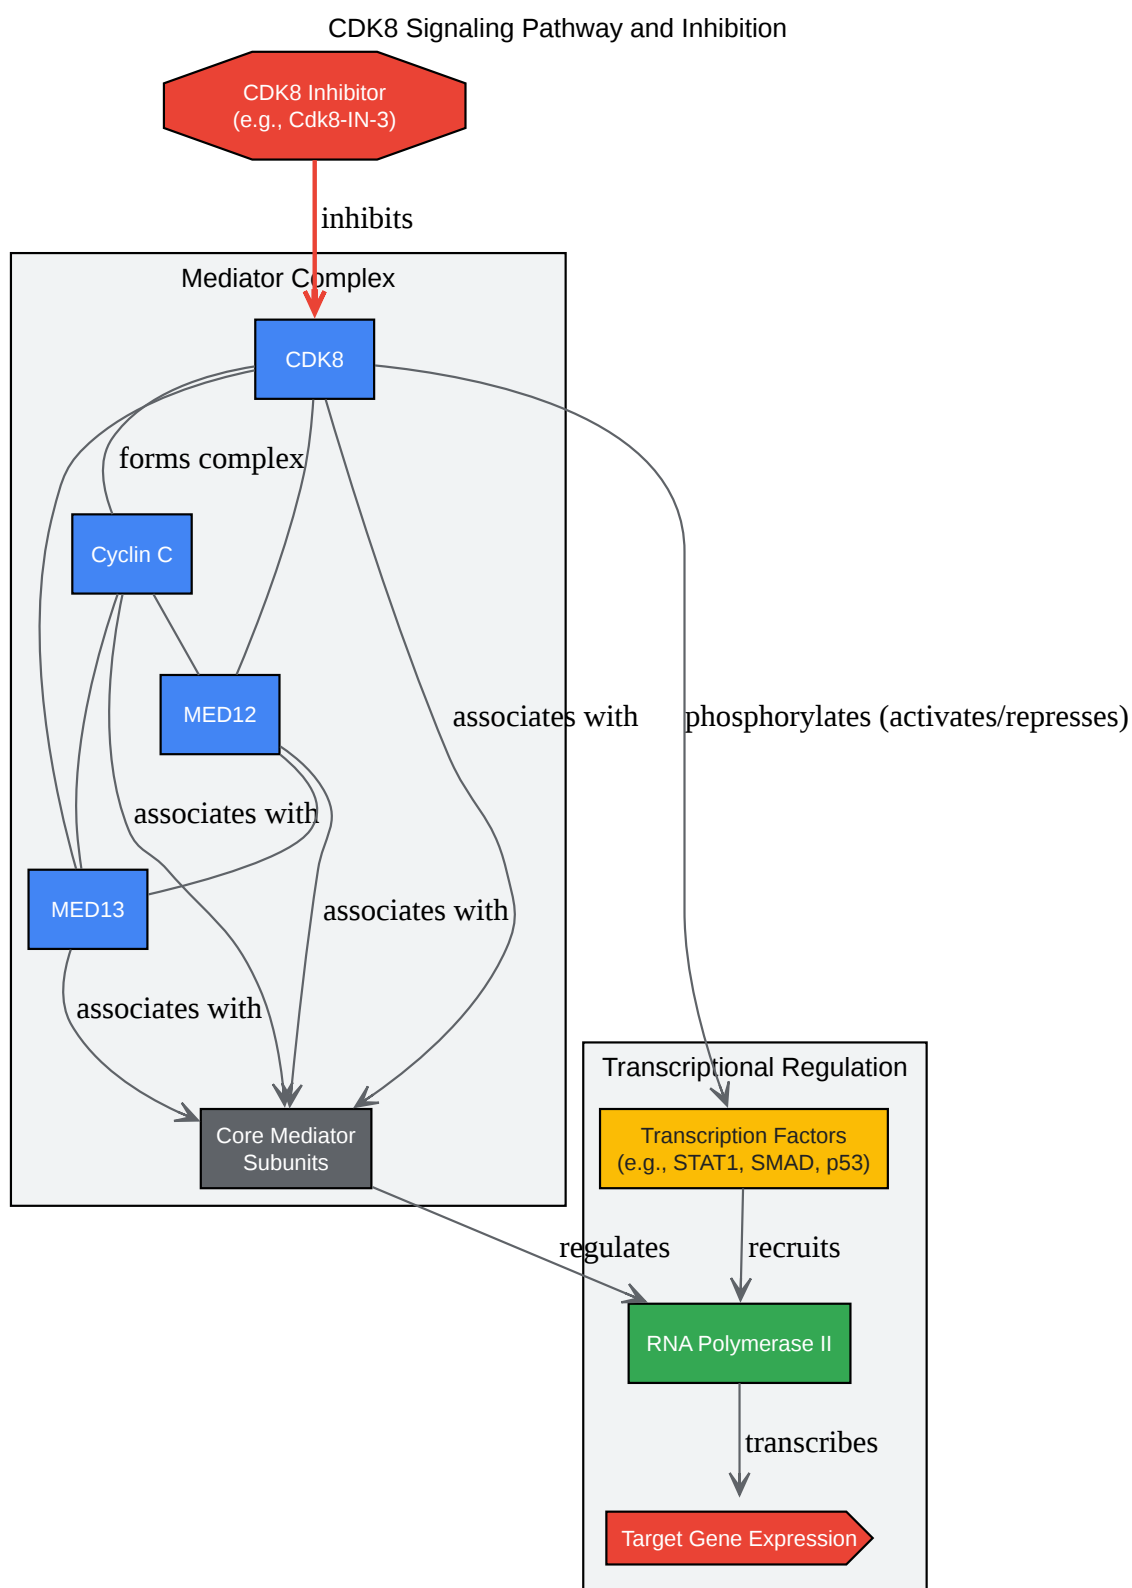 CDK8 Signaling Pathway and Inhibition
CDK8 Inhibitor
(e.g., Cdk8-IN-3)
inhibits
Mediator Complex
CDK8
forms complex
Cyclin C
MED12
associates with
phosphorylates (activates/represses)
associates with
MED13
associates with
associates with
Transcriptional Regulation
Core Mediator
Subunits
Transcription Factors
(e.g., STAT1, SMAD, p53)
regulates
recruits
RNA Polymerase II
transcribes
Target Gene Expression